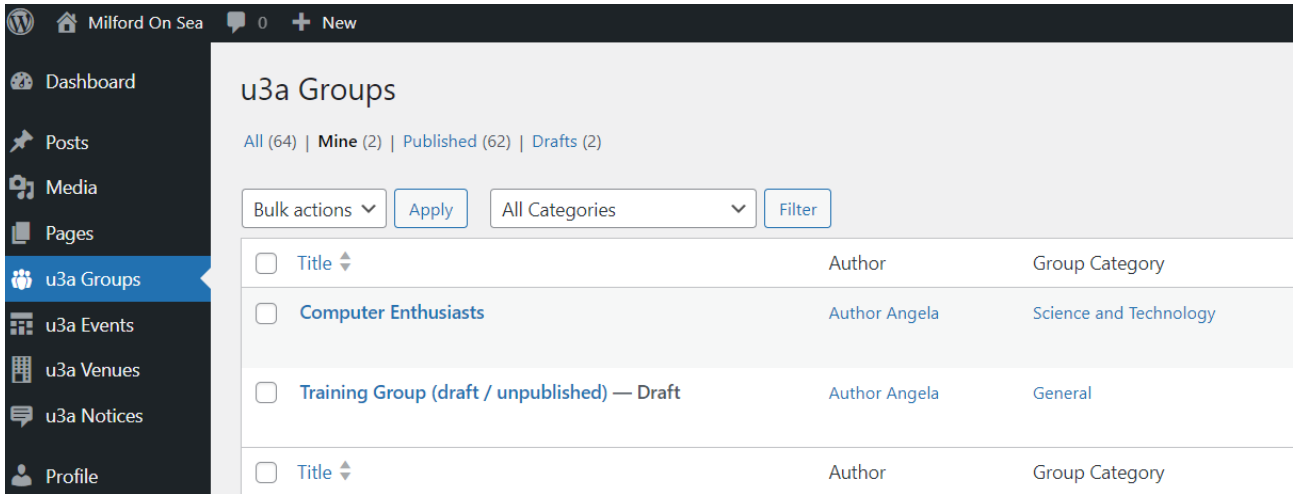 Milford On Sea 0 New
Dashboard
Posts
Media
Pages
u3a Groups
u3a Events
u3a Venues
u3a Notices
Profile
u3a Groups
All (64) | Mine (2) | Published (62) | Drafts (2)
Bulk actions Apply All Categories Filter
Title Author Group Category
Computer Enthusiasts Author Angela Science and Technology
Training Group (draft / unpublished) — Draft Author Angela General
Title Author Group Category